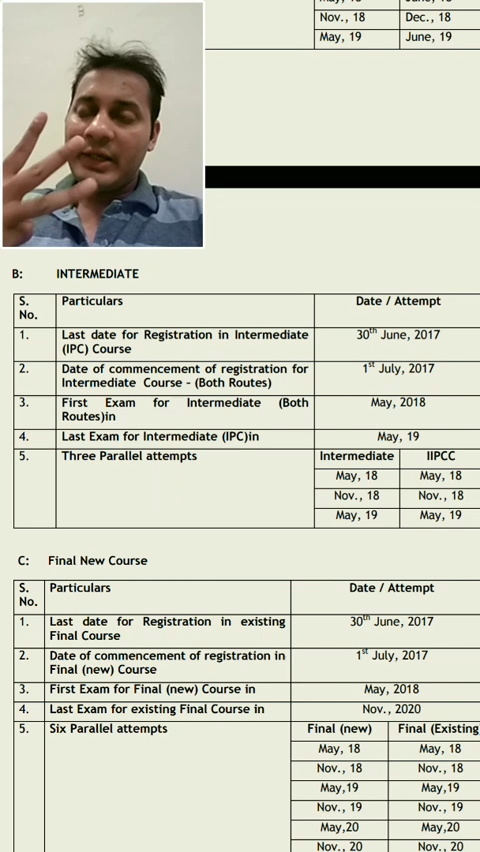 May, 18 June, 18
Nov., 18 Dec., 18
May, 19 June, 19
B: INTERMEDIATE
S. No. Particulars Date / Attempt
1. Last date for Registration in Intermediate 30th June, 2017
(IPC) Course
2. Date of commencement of registration for 1st July, 2017
Intermediate Course – (Both Routes)
3. First Exam for Intermediate (Both May, 2018
Routes)in
4. Last Exam for Intermediate (IPC)in May, 19
5. Three Parallel attempts Intermediate IIPCC
May, 18 May, 18
Nov., 18 Nov., 18
May, 19 May, 19
C: Final New Course
S. No. Particulars Date / Attempt
1. Last date for Registration in existing 30th June, 2017
Final Course
2. Date of commencement of registration in 1st July, 2017
Final (new) Course
3. First Exam for Final (new) Course in May, 2018
4. Last Exam for existing Final Course in Nov., 2020
5. Six Parallel attempts Final (new) Final (Existing
May, 18 May, 18
Nov., 18 Nov., 18
May,19 May,19
Nov., 19 Nov., 19
May,20 May,20
Nov., 20 Nov., 20